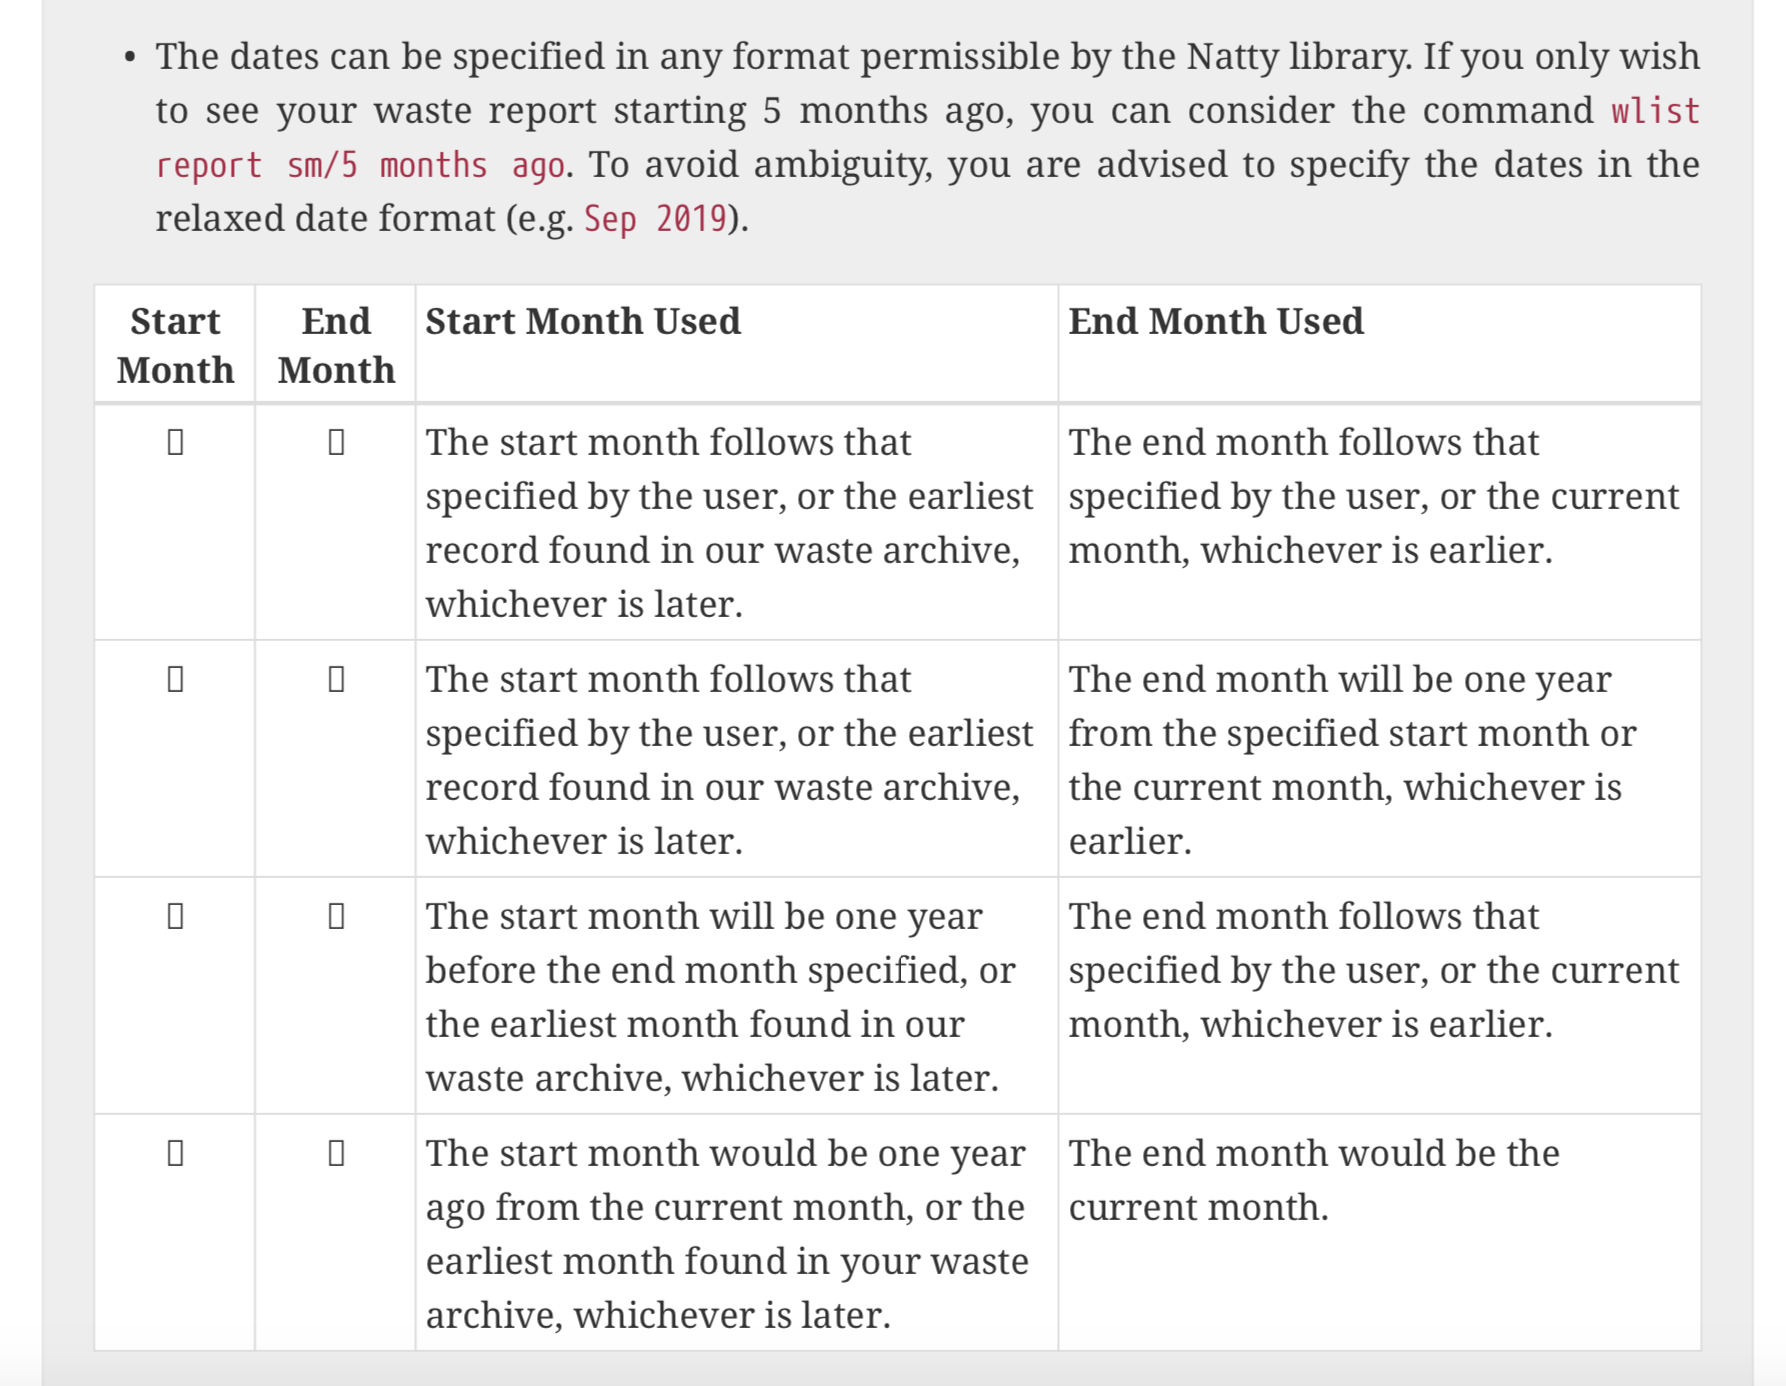 • The dates can be specified in any format permissible by the Natty library. If you only wish
to see your waste report starting 5 months ago, you can consider the command wlist
report sm/5 months ago. To avoid ambiguity, you are advised to specify the dates in the
relaxed date format (e.g. Sep 2019).
Start Month
End Month
Start Month Used
End Month Used
▯
▯
The start month follows that
specified by the user, or the earliest
record found in our waste archive,
whichever is later.
The end month follows that
specified by the user, or the current
month, whichever is earlier.
▯
▯
The start month follows that
specified by the user, or the earliest
record found in our waste archive,
whichever is later.
The end month will be one year
from the specified start month or
the current month, whichever is
earlier.
▯
▯
The start month will be one year
before the end month specified, or
the earliest month found in our
waste archive, whichever is later.
The end month follows that
specified by the user, or the current
month, whichever is earlier.
▯
▯
The start month would be one year
ago from the current month, or the
earliest month found in your waste
archive, whichever is later.
The end month would be the
current month.